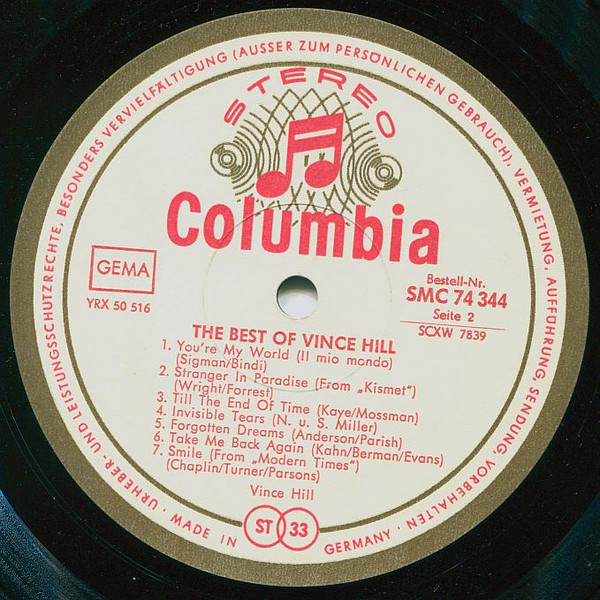 URHEBER- UND LEISTUNGSSCHUTZRECHTE, BESONDERS VERVIELFÄLTIGUNG (AUSSER ZUM PERSÖNLICHEN GEBRAUCH), VERMIETUNG, AUFFÜHRUNG, SENDUNG, VORBEHALTEN ·
STEREO
Columbia
GEMA
YRX 50 516
Bestell-Nr.
SMC 74 344
Seite 2
SCXW 7839
THE BEST OF VINCE HILL
1. You're My World (Il mio mondo)
(Sigman/Bindi)
2. Stranger In Paradise (From „Kismet")
(Wright/Forrest)
3. Till The End Of Time (Kaye/Mossman)
4. Invisible Tears (N. u. S. Miller)
5. Forgotten Dreams (Anderson/Parish)
6. Take Me Back Again (Kahn/Berman/Evans)
7. Smile (From „Modern Times")
(Chaplin/Turner/Parsons)
Vince Hill
MADE IN GERMANY ·
ST 33